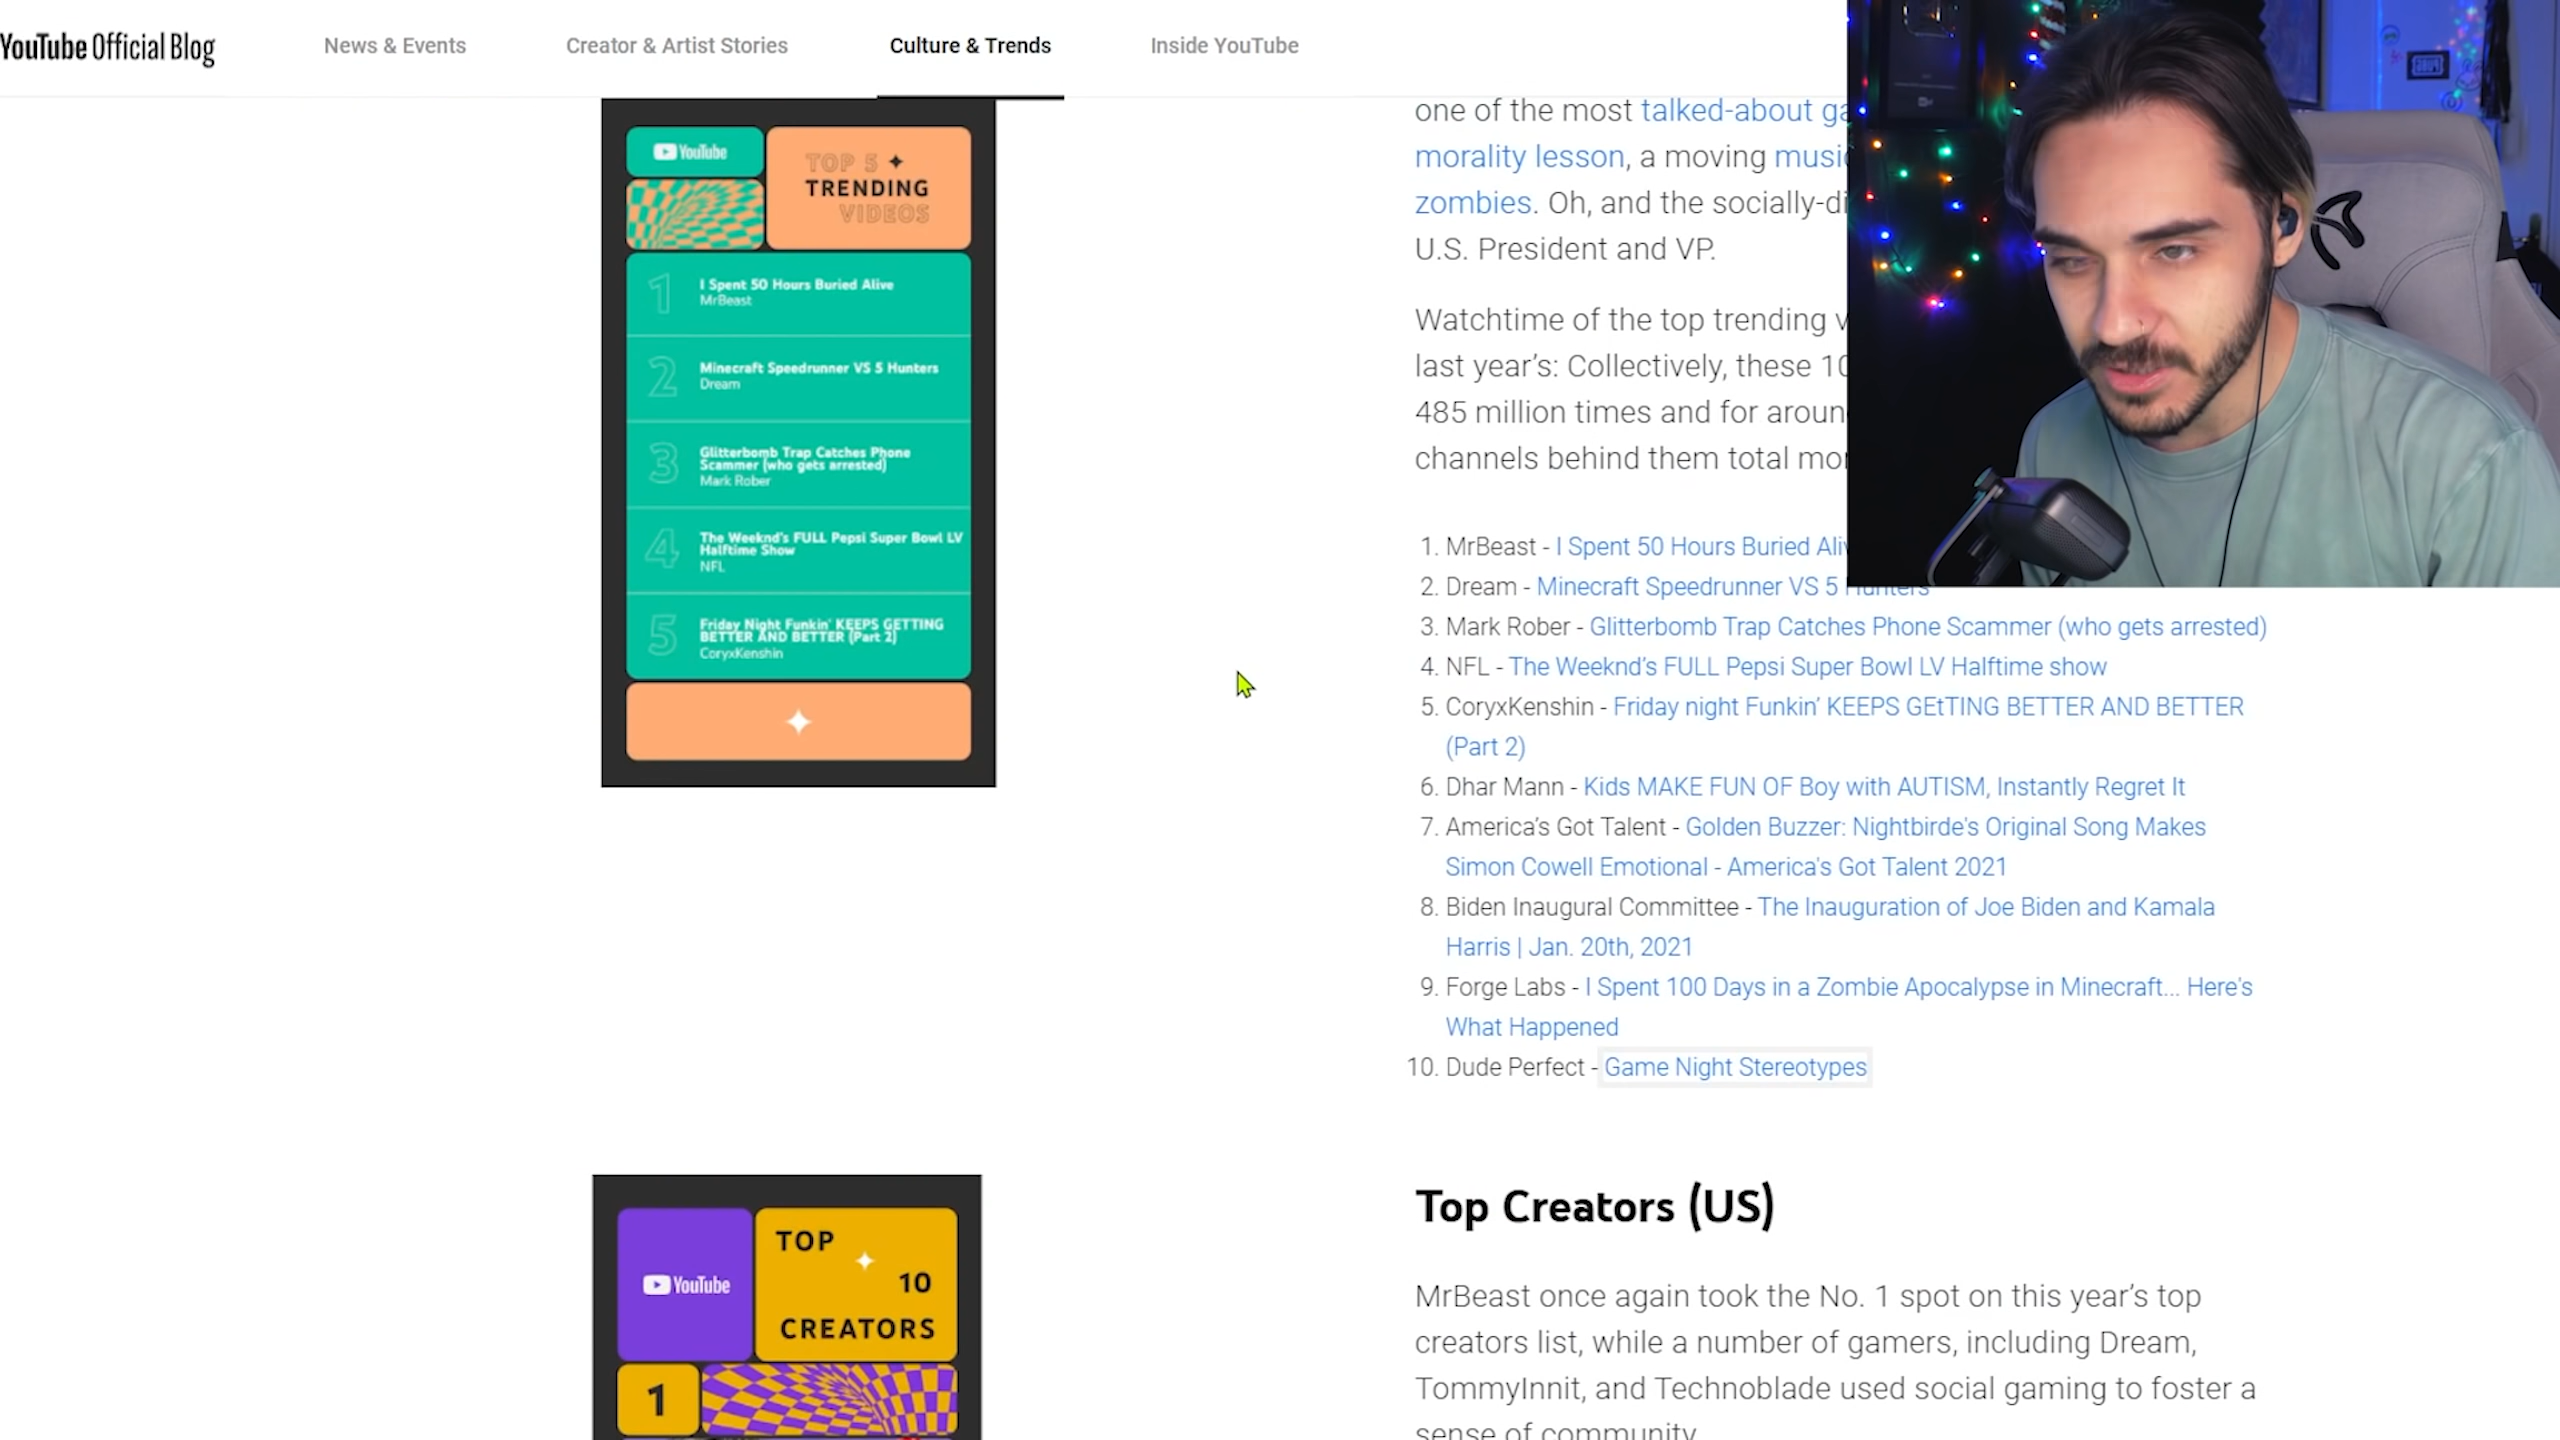 YouTube Official Blog
News & Events
Creator & Artist Stories
Culture & Trends
Inside YouTube
YouTube
TOP 5
TRENDING
VIDEOS
1
I Spent 50 Hours Buried Alive
MrBeast
2
Minecraft Speedrunner VS 5 Hunters
Dream
3
Glitterbomb Trap Catches Phone
Scammer (who gets arrested)
Mark Rober
4
The Weeknd's FULL Pepsi Super Bowl LV
Halftime Show
NFL
5
Friday Night Funkin' KEEPS GETTING
BETTER AND BETTER (Part 2)
CoryxKenshin
one of the most talked-about
morality lesson, a moving
zombies. Oh, and the
U.S. President and VP.
Watchtime of the top trending
last year's: Collectively, these
485 million times and for
channels behind them total
1. MrBeast - I Spent 50 Hours Buried
2. Dream - Minecraft Speedrunner VS 5 Hunters
3. Mark Rober - Glitterbomb Trap Catches Phone Scammer (who gets arrested)
4. NFL - The Weeknd's FULL Pepsi Super Bowl LV Halftime show
5. CoryxKenshin - Friday night Funkin' KEEPS GEtTING BETTER AND BETTER
(Part 2)
6. Dhar Mann - Kids MAKE FUN OF Boy with AUTISM, Instantly Regret It
7. America's Got Talent - Golden Buzzer: Nightbirde's Original Song Makes
Simon Cowell Emotional - America's Got Talent 2021
8. Biden Inaugural Committee - The Inauguration of Joe Biden and Kamala
Harris | Jan. 20th, 2021
9. Forge Labs - I Spent 100 Days in a Zombie Apocalypse in Minecraft... Here's
What Happened
10. Dude Perfect - Game Night Stereotypes
YouTube
TOP
10
CREATORS
1
Top Creators (US)
MrBeast once again took the No. 1 spot on this year's top
creators list, while a number of gamers, including Dream,
TommyInnit, and Technoblade used social gaming to foster a
sense of community.